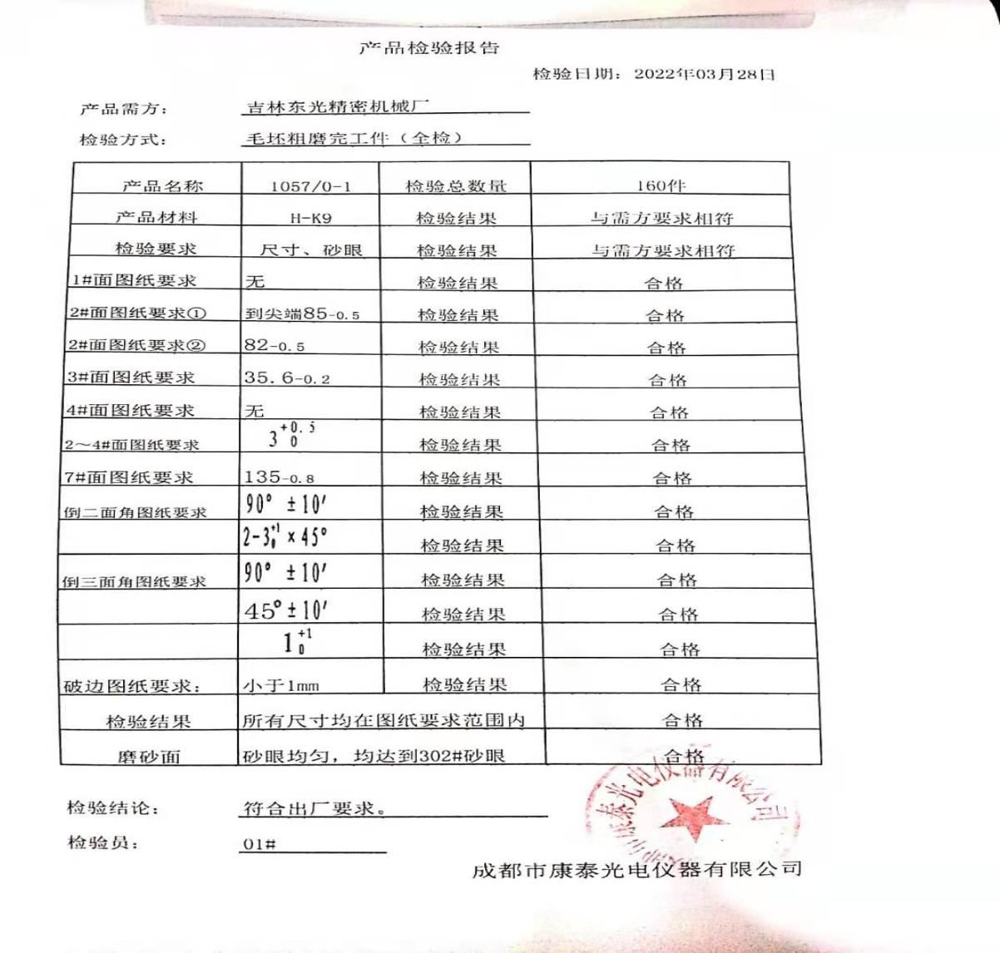 产品检验报告
检验日期：2022年03月28日
产品需方： 吉林东光精密机械厂
检验方式： 毛坯粗磨完工件（全检）
产品名称 1057/0-1 检验总数量 160件
产品材料 H-K9 检验结果 与需方要求相符
检验要求 尺寸、砂眼 检验结果 与需方要求相符
1#面图纸要求 无 检验结果 合格
2#面图纸要求① 到尖端85-0.5 检验结果 合格
2#面图纸要求② 82-0.5 检验结果 合格
3#面图纸要求 35.6-0.2 检验结果 合格
4#面图纸要求 无 检验结果 合格
2～4#面图纸要求 3 +0.5 0 检验结果 合格
7#面图纸要求 135-0.8 检验结果 合格
倒二面角图纸要求 90° ±10′ 检验结果 合格
2-3 +1 0 ×45° 检验结果 合格
倒三面角图纸要求 90° ±10′ 检验结果 合格
45°±10′ 检验结果 合格
1 +1 0 检验结果 合格
破边图纸要求： 小于1mm 检验结果 合格
检验结果 所有尺寸均在图纸要求范围内 合格
磨砂面 砂眼均匀，均达到302#砂眼 合格
检验结论： 符合出厂要求。
检验员： 01#
康泰光电仪器有限公司
成都市康泰光电仪器有限公司